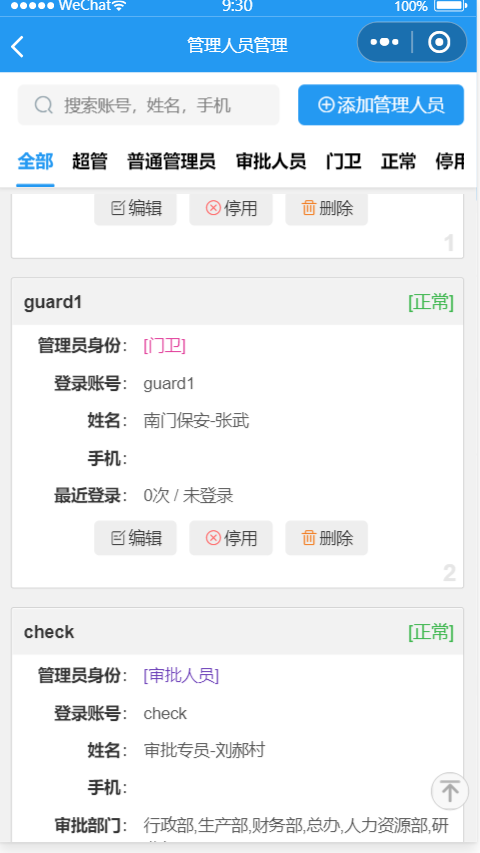 WeChat 9:30 100%
管理人员管理
搜索账号，姓名，手机 添加管理人员
全部 超管 普通管理员 审批人员 门卫 正常 停用
编辑 停用 删除
1
guard1 [正常]
管理员身份： [门卫]
登录账号： guard1
姓名： 南门保安-张武
手机：
最近登录： 0次 / 未登录
编辑 停用 删除
2
check [正常]
管理员身份： [审批人员]
登录账号： check
姓名： 审批专员-刘郝村
手机：
审批部门： 行政部,生产部,财务部,总办,人力资源部,研